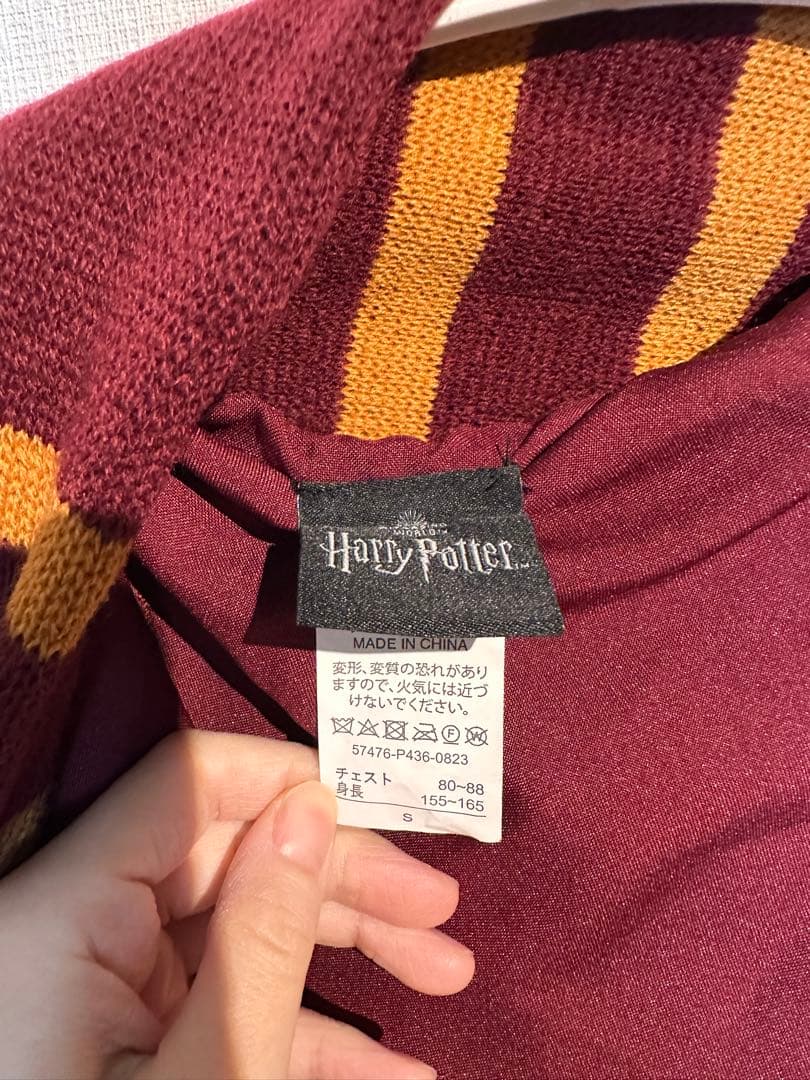 WORLD
Harry Potter
MADE IN CHINA
変形、変質の恐れがあり
ますので、火気には近づ
けないでください。
57476-P436-0823
チェスト 80~88
身長 155~165
S